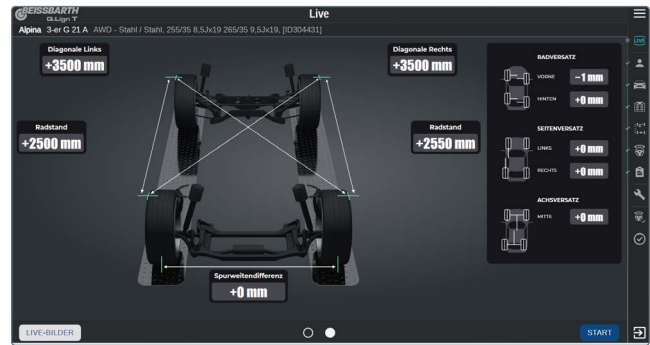 BEISSBARTH
Q.Lign T
Live
Alpina 3-er G 21 A AWD - Stahl / Stahl, 255/35 8,5Jx19 265/35 9,5Jx19, [ID304431]
LIVE
Diagonale Links
+3500 mm
Diagonale Rechts
+3500 mm
Radstand
+2500 mm
Radstand
+2550 mm
Spurweitendifferenz
+0 mm
RADVERSATZ
VORNE −1 mm
HINTEN +0 mm
SEITENVERSATZ
LINKS +0 mm
RECHTS +0 mm
ACHSVERSATZ
MITTE +0 mm
LIVE-BILDER
START